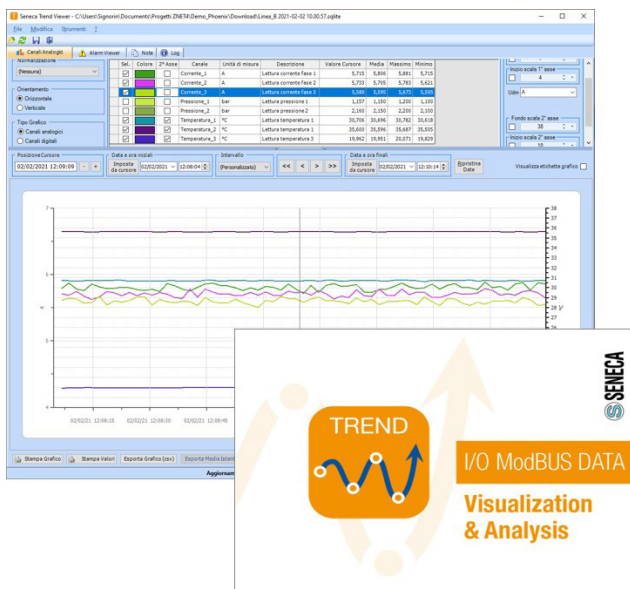 Seneca Trend Viewer - C:\Users\Signorin\Documents\Progetti ZNET4\Demo_Phoenix\Download\Linea_B 2021-02-02 10.00.57.sqlite
File Modifica Strumenti ?
Canali Analogici Alarm Viewer Note Log
Normalizzazione
(Nessuna)
Orientamento
Orizzontale
Verticale
Tipo Grafico
Canali analogici
Canali digitali
Sel. Colore 2° Asse Canale Unità di misura Descrizione Valore Cursore Media Massimo Minimo
Corrente_1 A Lettura corrente fase 1 5,715 5,806 5,881 5,715
Corrente_2 A Lettura corrente fase 2 5,733 5,705 5,783 5,621
Corrente_3 A Lettura corrente fase 3 5,589 5,590 5,673 5,505
Pressione_1 bar Lettura pressione 1 1,157 1,150 1,200 1,100
Pressione_2 bar Lettura pressione 2 2,160 2,150 2,200 2,100
Temperatura_1 °C Lettura temperatura 1 30,706 30,696 30,782 30,618
Temperatura_2 °C Lettura temperatura 2 35,600 35,596 35,687 35,505
Temperatura_3 °C Lettura temperatura 3 19,962 19,951 20,071 19,829
Inizio scala 1° asse
4
Udm A
Fondo scala 2° asse
38
Inizio scala 2° asse
10
Posizione Cursore
02/02/2021 12:09:09 - +
Data e ora iniziali
Imposta da cursore 02/02/2021 12:08:04
Intervallo
(Personalizzato)
<< < > >>
Data e ora finali
Imposta da cursore 02/02/2021 12:10:14
Ripristina Date
Visualizza etichette grafico
7
6
5
4
A
38
37
36
35
34
33
32
31
30
29
28
27
26
°C
02/02/21 12:08:15 02/02/21 12:08:30 02/02/21 12:08:45
Stampa Grafico Stampa Valori Esporta Grafico (csv)
TREND
SENECA
I/O ModBUS DATA
Visualization
& Analysis